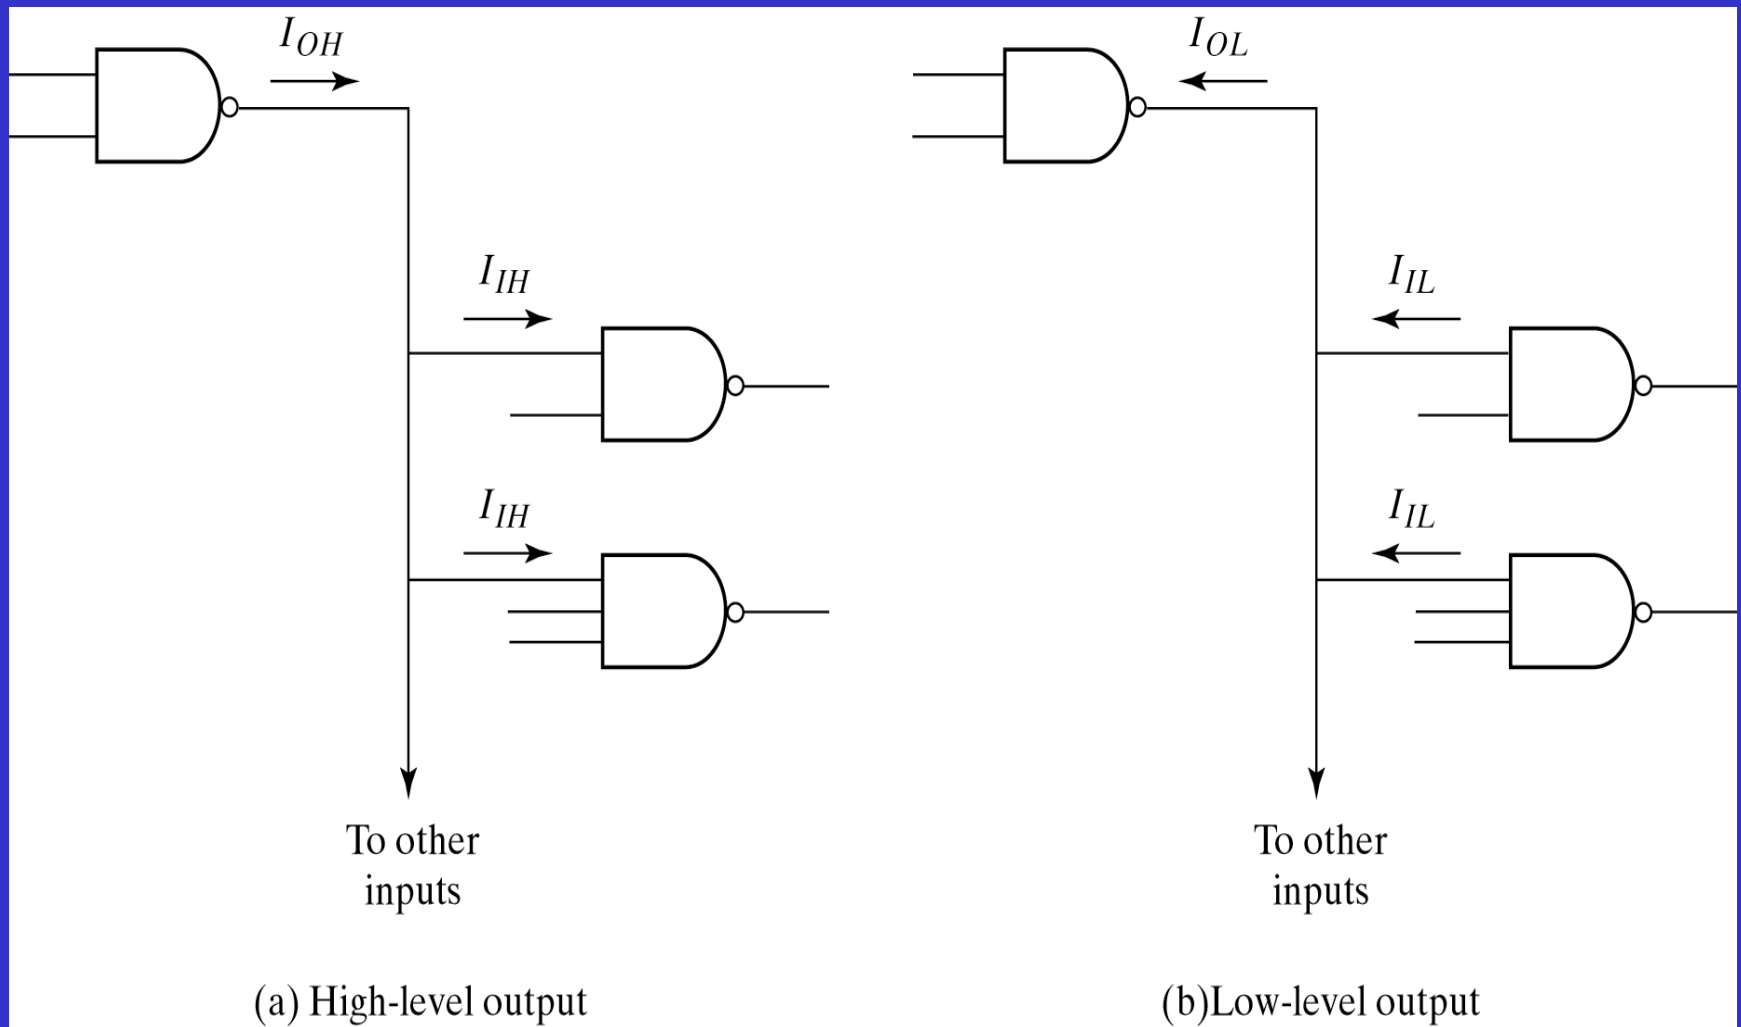 I_OH
I_IH
I_IH
To other
inputs
(a) High-level output
I_OL
I_IL
I_IL
To other
inputs
(b)Low-level output